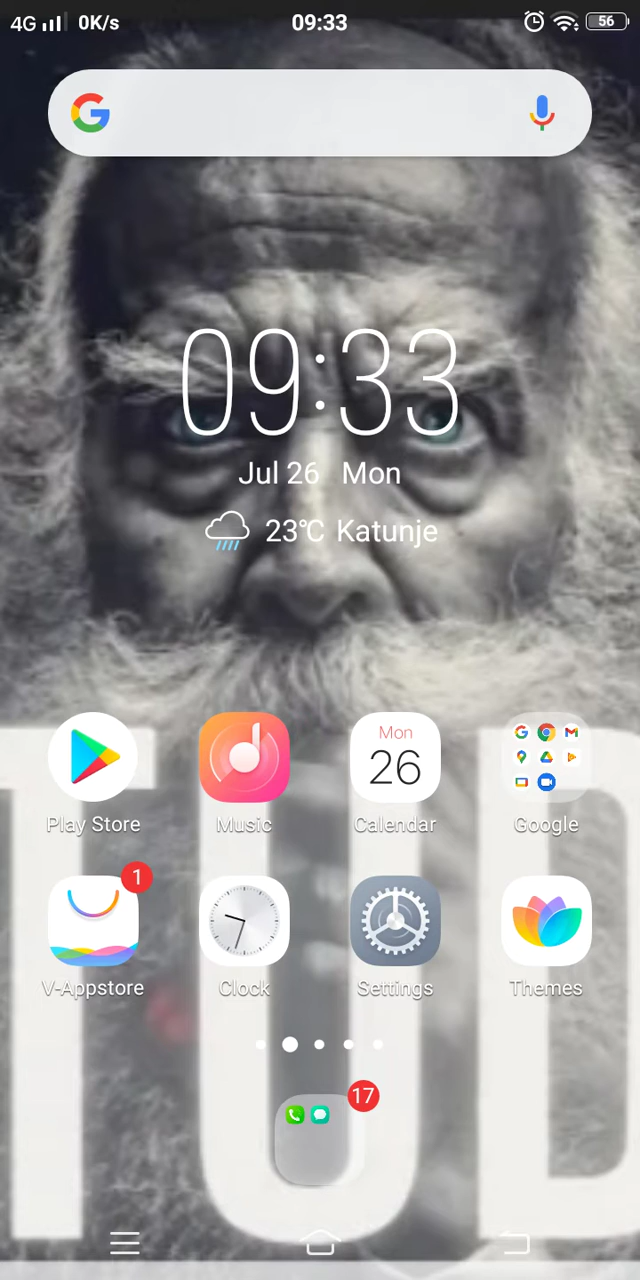 4G 0K/s 09:33 56
09:33
Jul 26 Mon
23℃ Katunje
Mon
26
Play Store Music Calendar Google
1
V-Appstore Clock Settings Themes
17
TUD